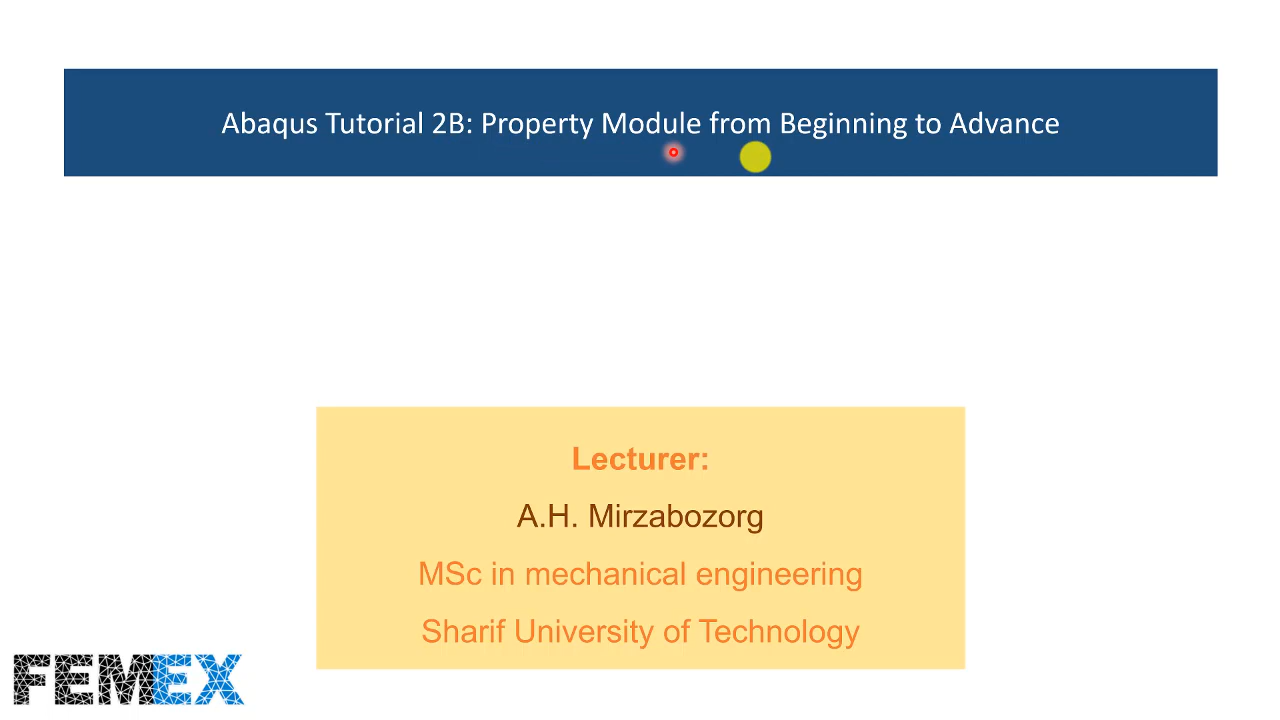 Abaqus Tutorial 2B: Property Module from Beginning to Advance
Lecturer:
A.H. Mirzabozorg
MSc in mechanical engineering
Sharif University of Technology
FEMEX